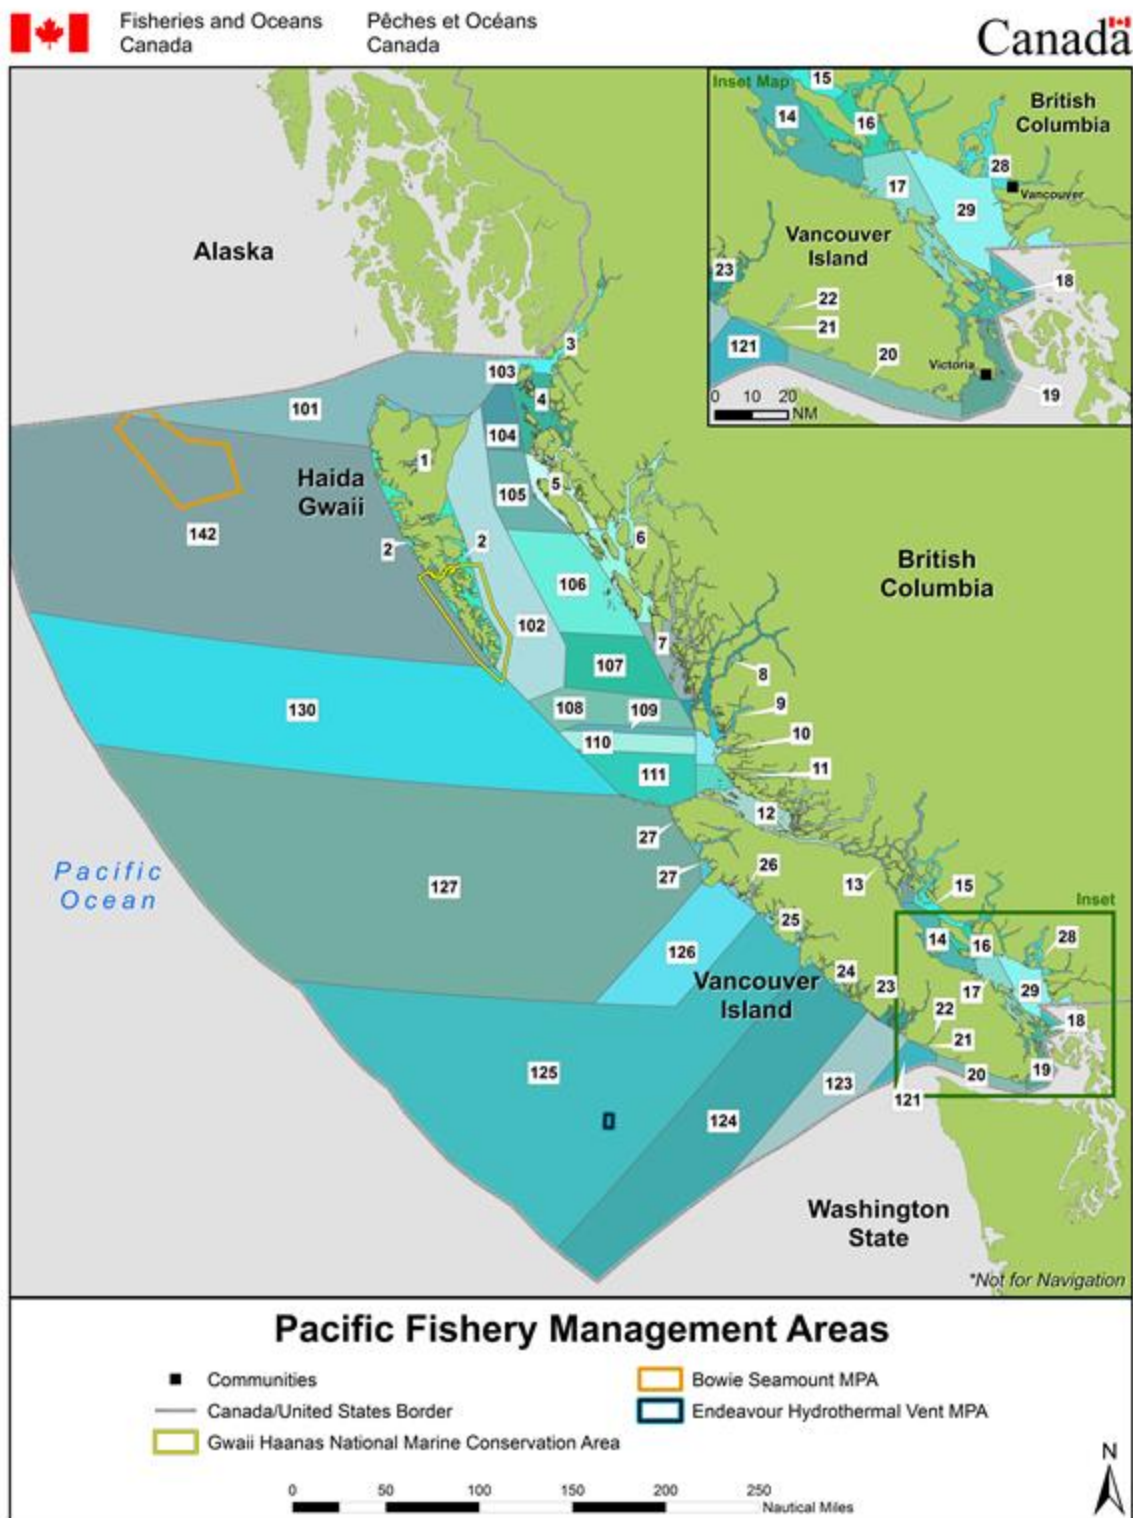 Fisheries and Oceans
Canada
Pêches et Océans
Canada
Canada
Inset Map
15
14
16
British
Columbia
28
Vancouver
17
29
Vancouver
Island
23
22
18
21
121
20
Victoria
19
0 10 20
NM
Alaska
3
103
101
4
104
1
Haida
Gwaii
5
105
142
2
2
6
British
Columbia
106
102
7
107
8
130
108
109
9
110
10
111
11
12
27
Pacific
Ocean
127
27
26
13
15
Inset
25
14
16
28
126
Vancouver
Island
24
23
17
29
22
18
21
125
123
20
19
121
124
Washington
State
*Not for Navigation
Pacific Fishery Management Areas
Communities
Canada/United States Border
Gwaii Haanas National Marine Conservation Area
Bowie Seamount MPA
Endeavour Hydrothermal Vent MPA
N
0 50 100 150 200 250
Nautical Miles